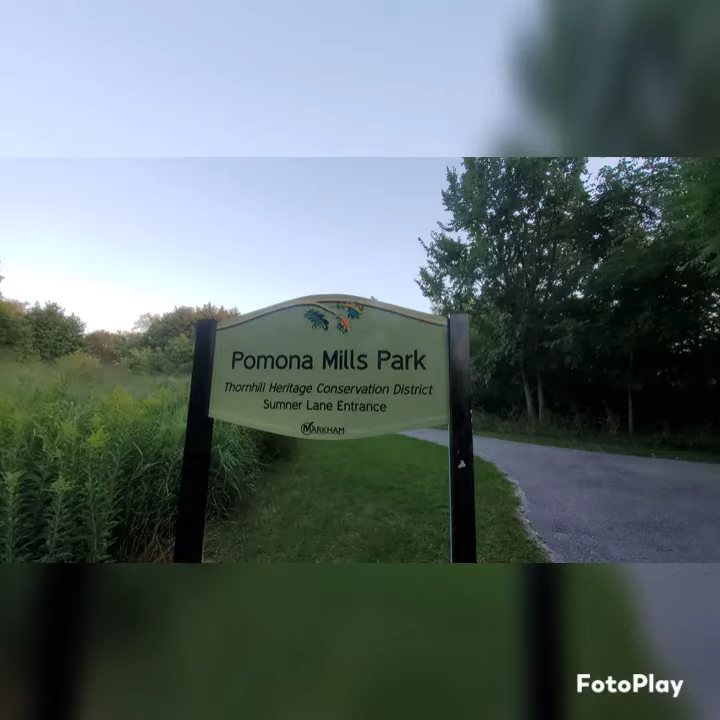 Pomona Mills Park
Thornhill Heritage Conservation District
Sumner Lane Entrance
MARKHAM
FotoPlay